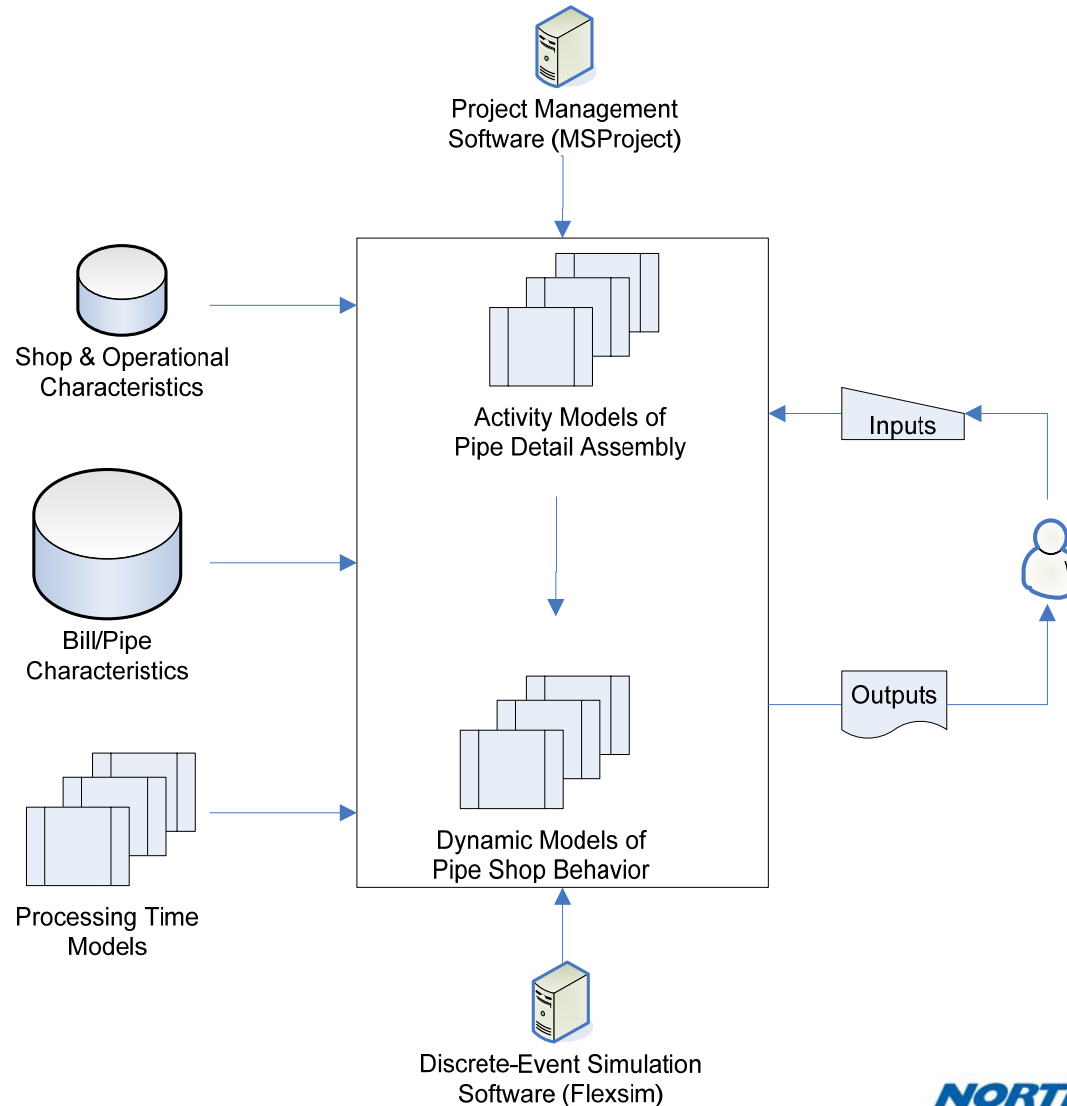 Project Management
Software (MSProject)
Shop & Operational
Characteristics
Activity Models of
Pipe Detail Assembly
Inputs
Bill/Pipe
Characteristics
Outputs
Dynamic Models of
Pipe Shop Behavior
Processing Time
Models
Discrete-Event Simulation
Software (Flexsim)